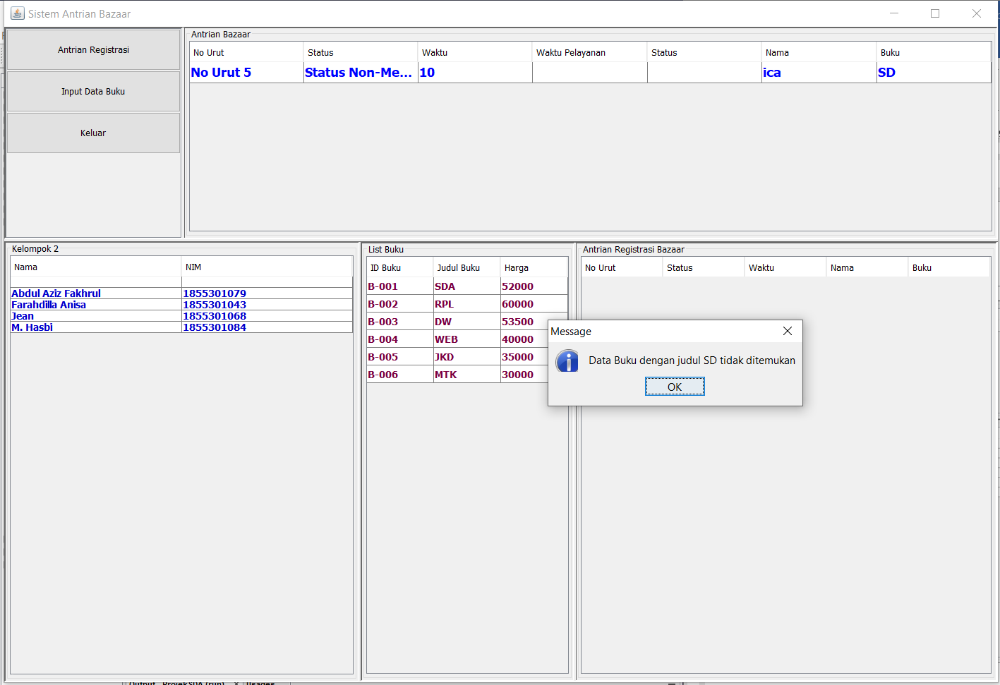 Sistem Antrian Bazaar
Antrian Registrasi
Input Data Buku
Keluar
Antrian Bazaar
No Urut Status Waktu Waktu Pelayanan Status Nama Buku
No Urut 5 Status Non-Me... 10 ica SD
Kelompok 2
Nama NIM
Abdul Aziz Fakhrul 1855301079
Farahdilla Anisa 1855301043
Jean 1855301068
M. Hasbi 1855301084
List Buku
ID Buku Judul Buku Harga
B-001 SDA 52000
B-002 RPL 60000
B-003 DW 53500
B-004 WEB 40000
B-005 JKD 35000
B-006 MTK 30000
Antrian Registrasi Bazaar
No Urut Status Waktu Nama Buku
Message
Data Buku dengan judul SD tidak ditemukan
OK